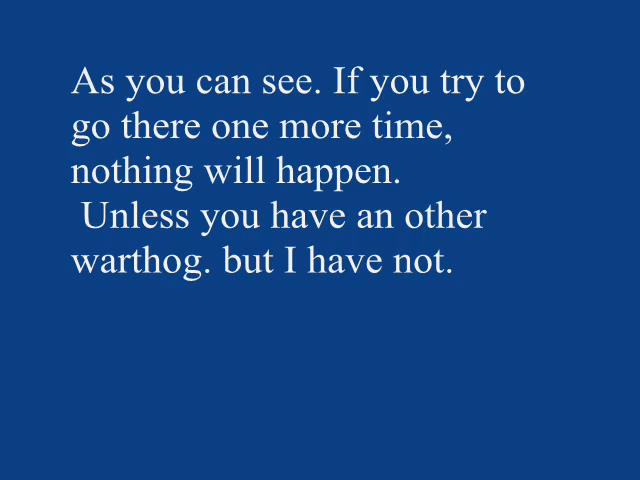 As you can see. If you try to
go there one more time,
nothing will happen.
Unless you have an other
warthog. but I have not.